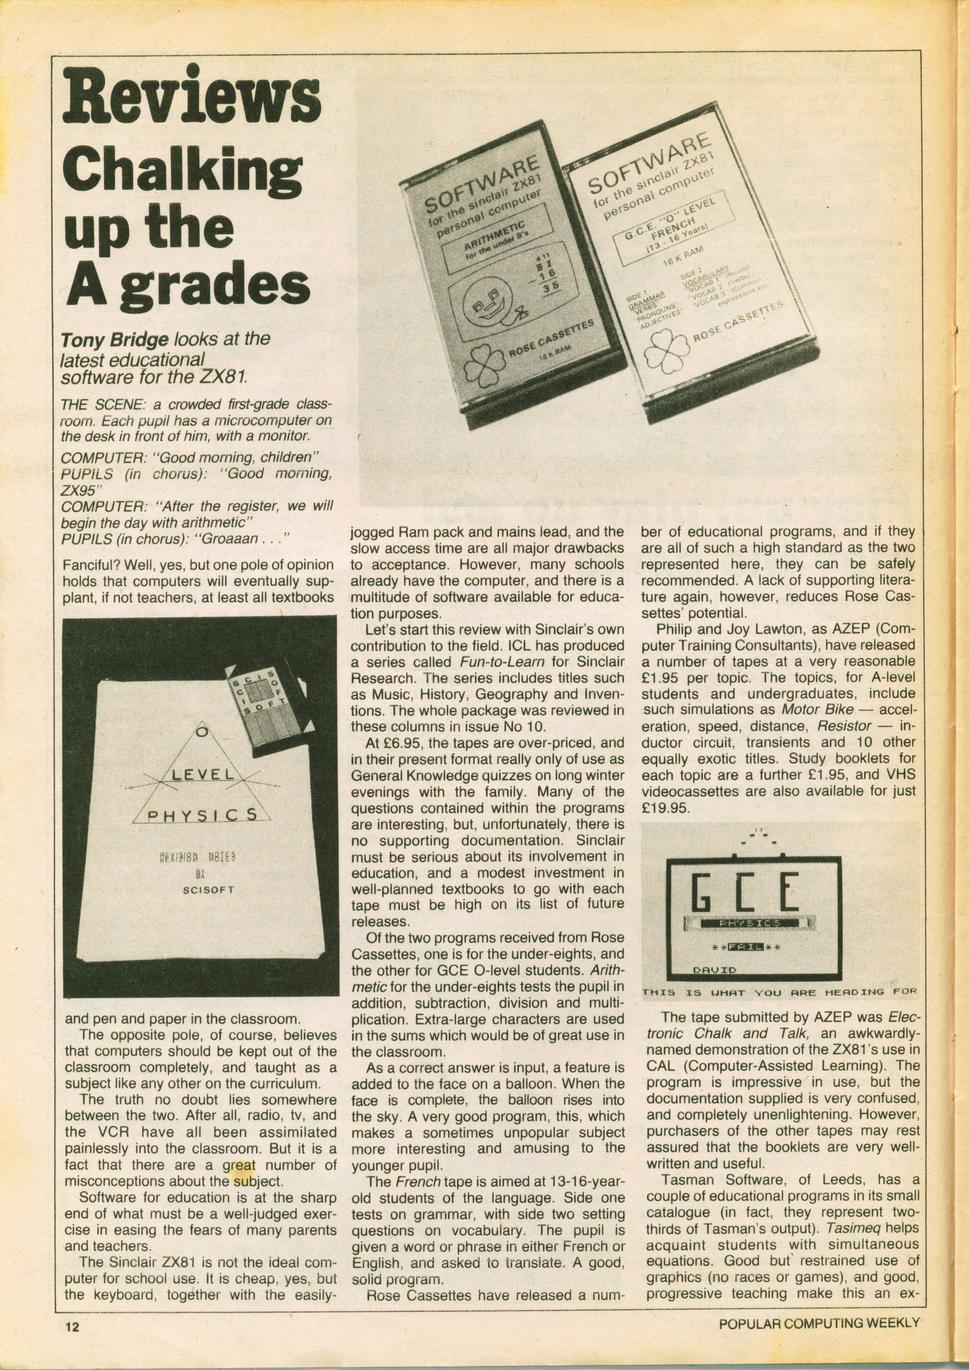 Reviews
Chalking
up the
A grades
Tony Bridge looks at the
latest educational
software for the ZX81.
THE SCENE: a crowded first-grade class-
room. Each pupil has a microcomputer on
the desk in front of him, with a monitor.
COMPUTER: "Good morning, children"
PUPILS (in chorus): "Good morning,
ZX95"
COMPUTER: "After the register, we will
begin the day with arithmetic"
PUPILS (in chorus): "Groaaan . . ."
Fanciful? Well, yes, but one pole of opinion
holds that computers will eventually sup-
plant, if not teachers, at least all textbooks
SCISOFT
O
LEVEL
PHYSICS
REVISION NOTES
BY
SCISOFT
and pen and paper in the classroom.
The opposite pole, of course, believes
that computers should be kept out of the
classroom completely, and taught as a
subject like any other on the curriculum.
The truth no doubt lies somewhere
between the two. After all, radio, tv, and
the VCR have all been assimilated
painlessly into the classroom. But it is a
fact that there are a great number of
misconceptions about the subject.
Software for education is at the sharp
end of what must be a well-judged exer-
cise in easing the fears of many parents
and teachers.
The Sinclair ZX81 is not the ideal com-
puter for school use. It is cheap, yes, but
the keyboard, together with the easily-
SOFTWARE
for the sinclair ZX81
personal computer
ARITHMETIC
for the under 8's
4 11
8 1
- 1 6
3 5
ROSE CASSETTES
16 K RAM
SOFTWARE
for the sinclair ZX81
personal computer
G.C.E. "O" LEVEL
FRENCH
(13 - 16 Years)
16 K RAM
SIDE 1
GRAMMAR
"VERBS"
"PRONOUNS"
"ADJECTIVES"
SIDE 2
VOCABULARY
"VOCAB 1"
"VOCAB 2" (Verbs)
"VOCAB 3"
expressions etc)
ROSE CASSETTES
jogged Ram pack and mains lead, and the
slow access time are all major drawbacks
to acceptance. However, many schools
already have the computer, and there is a
multitude of software available for educa-
tion purposes.
Let's start this review with Sinclair's own
contribution to the field. ICL has produced
a series called Fun-to-Learn for Sinclair
Research. The series includes titles such
as Music, History, Geography and Inven-
tions. The whole package was reviewed in
these columns in issue No 10.
At £6.95, the tapes are over-priced, and
in their present format really only of use as
General Knowledge quizzes on long winter
evenings with the family. Many of the
questions contained within the programs
are interesting, but, unfortunately, there is
no supporting documentation. Sinclair
must be serious about its involvement in
education, and a modest investment in
well-planned textbooks to go with each
tape must be high on its list of future
releases.
Of the two programs received from Rose
Cassettes, one is for the under-eights, and
the other for GCE O-level students. Arith-
metic for the under-eights tests the pupil in
addition, subtraction, division and multi-
plication. Extra-large characters are used
in the sums which would be of great use in
the classroom.
As a correct answer is input, a feature is
added to the face on a balloon. When the
face is complete, the balloon rises into
the sky. A very good program, this, which
makes a sometimes unpopular subject
more interesting and amusing to the
younger pupil.
The French tape is aimed at 13-16-year-
old students of the language. Side one
tests on grammar, with side two setting
questions on vocabulary. The pupil is
given a word or phrase in either French or
English, and asked to translate. A good,
solid program.
Rose Cassettes have released a num-
ber of educational programs, and if they
are all of such a high standard as the two
represented here, they can be safely
recommended. A lack of supporting litera-
ture again, however, reduces Rose Cas-
settes' potential.
Philip and Joy Lawton, as AZEP (Com-
puter Training Consultants), have released
a number of tapes at a very reasonable
£1.95 per topic. The topics, for A-level
students and undergraduates, include
such simulations as Motor Bike — accel-
eration, speed, distance, Resistor — in-
ductor circuit, transients and 10 other
equally exotic titles. Study booklets for
each topic are a further £1.95, and VHS
videocassettes are also available for just
£19.95.
GCE
PHYSICS
**FAIL**
DAVID
THIS IS WHAT YOU ARE HEADING FOR
The tape submitted by AZEP was Elec-
tronic Chalk and Talk, an awkwardly-
named demonstration of the ZX81's use in
CAL (Computer-Assisted Learning). The
program is impressive in use, but the
documentation supplied is very confused,
and completely unenlightening. However,
purchasers of the other tapes may rest
assured that the booklets are very well-
written and useful.
Tasman Software, of Leeds, has a
couple of educational programs in its small
catalogue (in fact, they represent two-
thirds of Tasman's output). Tasimeq helps
acquaint students with simultaneous
equations. Good but restrained use of
graphics (no races or games), and good,
progressive teaching make this an ex-
12
POPULAR COMPUTING WEEKLY